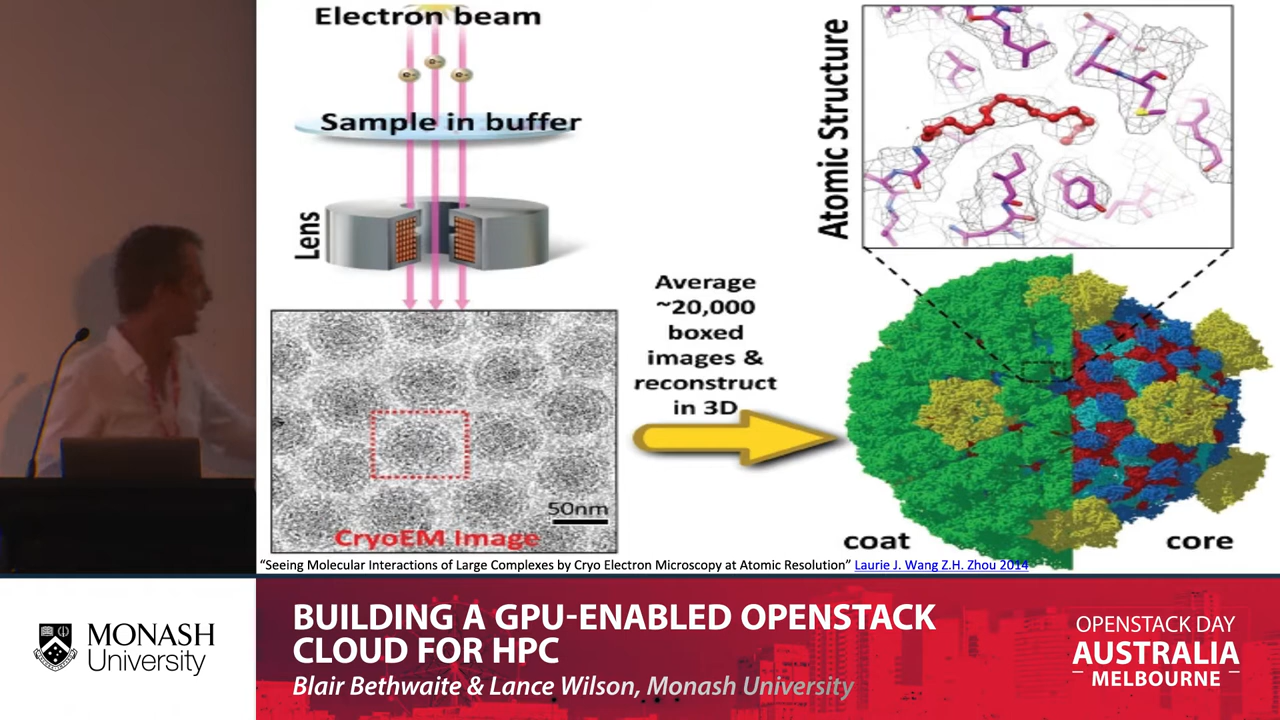 Electron beam
e-
e-
e-
Sample in buffer
Lens
50nm
CryoEM Image
Average
~20,000
boxed
images &
reconstruct
in 3D
Atomic Structure
coat
core
“Seeing Molecular Interactions of Large Complexes by Cryo Electron Microscopy at Atomic Resolution” Laurie J. Wang Z.H. Zhou 2014
MONASH
University
BUILDING A GPU-ENABLED OPENSTACK
CLOUD FOR HPC
Blair Bethwaite & Lance Wilson, Monash University
OPENSTACK DAY
AUSTRALIA
MELBOURNE